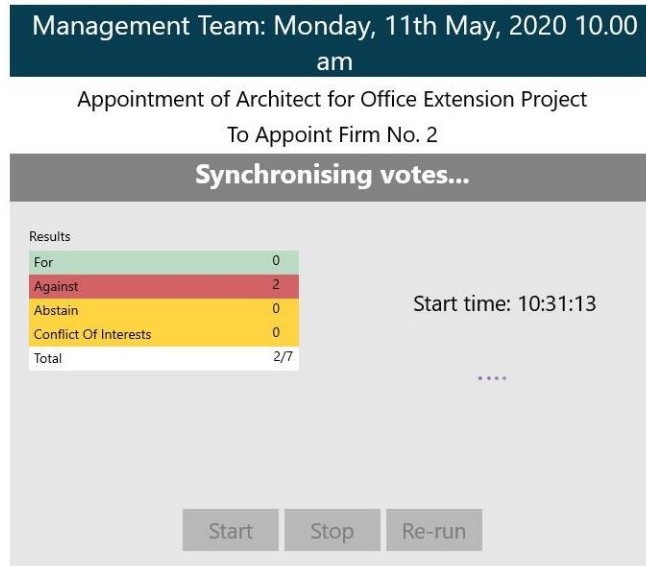 Management Team: Monday, 11th May, 2020 10.00
am
Appointment of Architect for Office Extension Project
To Appoint Firm No. 2
Synchronising votes...
Results
For 0
Against 2
Abstain 0
Conflict Of Interests 0
Total 2/7
Start time: 10:31:13
Start Stop Re-run